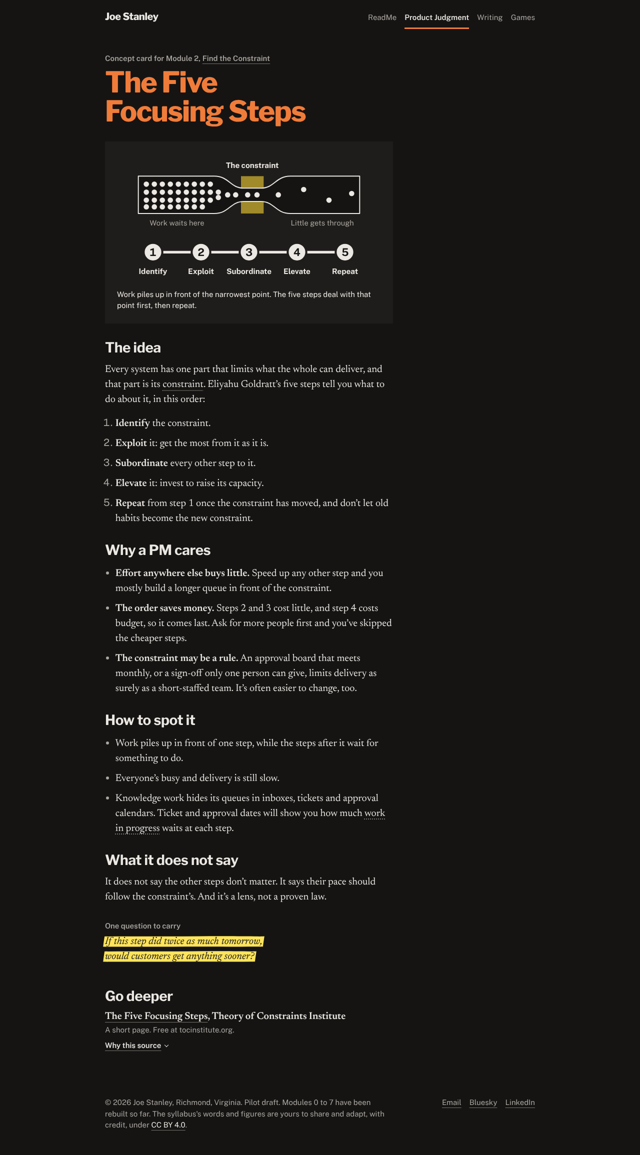 Joe Stanley
ReadMe Product Judgment Writing Games
Concept card for Module 2, Find the Constraint
The Five
Focusing Steps
The constraint
Work waits here
Little gets through
1 2 3 4 5
Identify Exploit Subordinate Elevate Repeat
Work piles up in front of the narrowest point. The five steps deal with that
point first, then repeat.
The idea
Every system has one part that limits what the whole can deliver, and
that part is its constraint. Eliyahu Goldratt’s five steps tell you what to
do about it, in this order:
1. Identify the constraint.
2. Exploit it: get the most from it as it is.
3. Subordinate every other step to it.
4. Elevate it: invest to raise its capacity.
5. Repeat from step 1 once the constraint has moved, and don’t let old
habits become the new constraint.
Why a PM cares
• Effort anywhere else buys little. Speed up any other step and you
mostly build a longer queue in front of the constraint.
• The order saves money. Steps 2 and 3 cost little, and step 4 costs
budget, so it comes last. Ask for more people first and you’ve skipped
the cheaper steps.
• The constraint may be a rule. An approval board that meets
monthly, or a sign-off only one person can give, limits delivery as
surely as a short-staffed team. It’s often easier to change, too.
How to spot it
• Work piles up in front of one step, while the steps after it wait for
something to do.
• Everyone’s busy and delivery is still slow.
• Knowledge work hides its queues in inboxes, tickets and approval
calendars. Ticket and approval dates will show you how much work
in progress waits at each step.
What it does not say
It does not say the other steps don’t matter. It says their pace should
follow the constraint’s. And it’s a lens, not a proven law.
One question to carry
If this step did twice as much tomorrow,
would customers get anything sooner?
Go deeper
The Five Focusing Steps, Theory of Constraints Institute
A short page. Free at tocinstitute.org.
Why this source
© 2026 Joe Stanley, Richmond, Virginia. Pilot draft. Modules 0 to 7 have been
rebuilt so far. The syllabus’s words and figures are yours to share and adapt, with
credit, under CC BY 4.0.
Email Bluesky LinkedIn